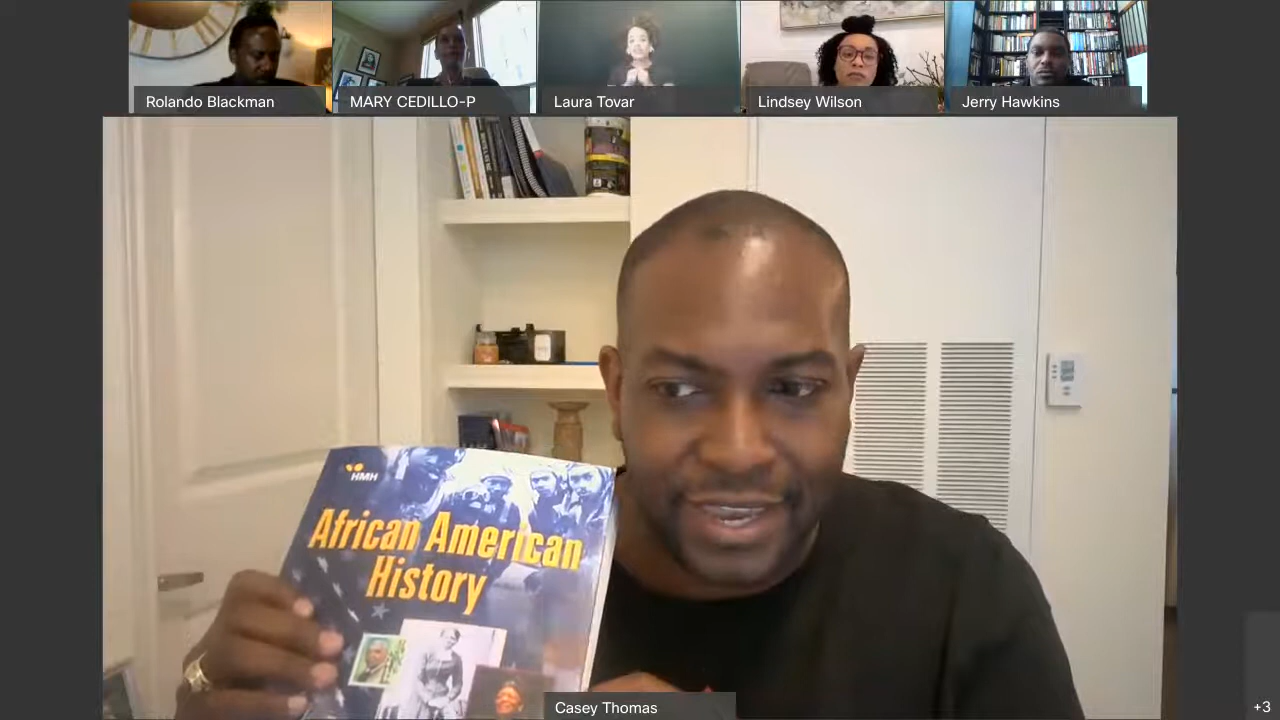 Rolando Blackman
MARY CEDILLO-P
Laura Tovar
Lindsey Wilson
Jerry Hawkins
HMH
African American
History
Casey Thomas
+3